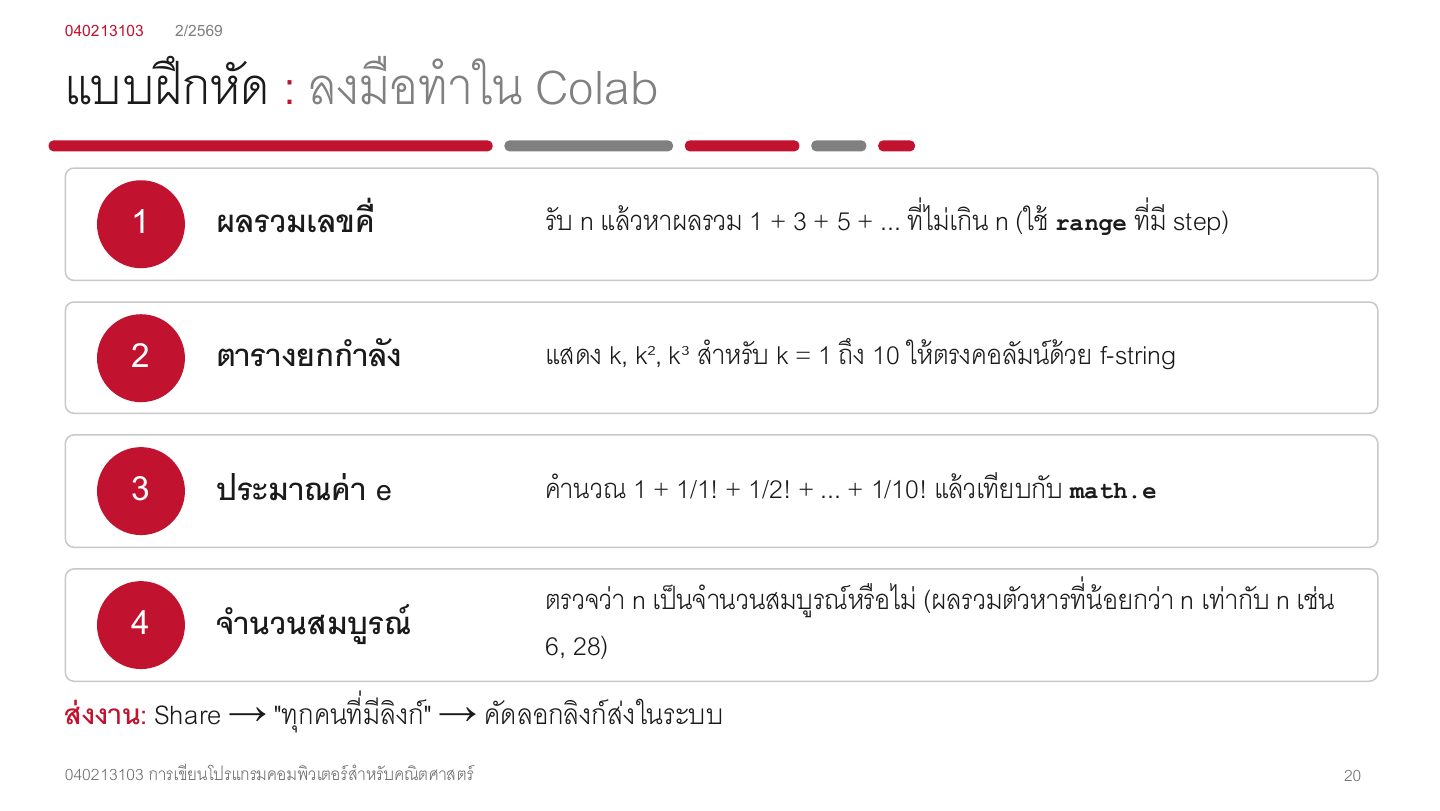 040213103 2/2569
แบบฝึกหัด : ลงมือทำใน Colab
1 ผลรวมเลขคี่ รับ n แล้วหาผลรวม 1 + 3 + 5 + ... ที่ไม่เกิน n (ใช้ range ที่มี step)
2 ตารางยกกำลัง แสดง k, k², k³ สำหรับ k = 1 ถึง 10 ให้ตรงคอลัมน์ด้วย f-string
3 ประมาณค่า e คำนวณ 1 + 1/1! + 1/2! + ... + 1/10! แล้วเทียบกับ math.e
4 จำนวนสมบูรณ์ ตรวจว่า n เป็นจำนวนสมบูรณ์หรือไม่ (ผลรวมตัวหารที่น้อยกว่า n เท่ากับ n เช่น
6, 28)
ส่งงาน: Share → "ทุกคนที่มีลิงก์" → คัดลอกลิงก์ส่งในระบบ
040213103 การเขียนโปรแกรมคอมพิวเตอร์สำหรับคณิตศาสตร์ 20